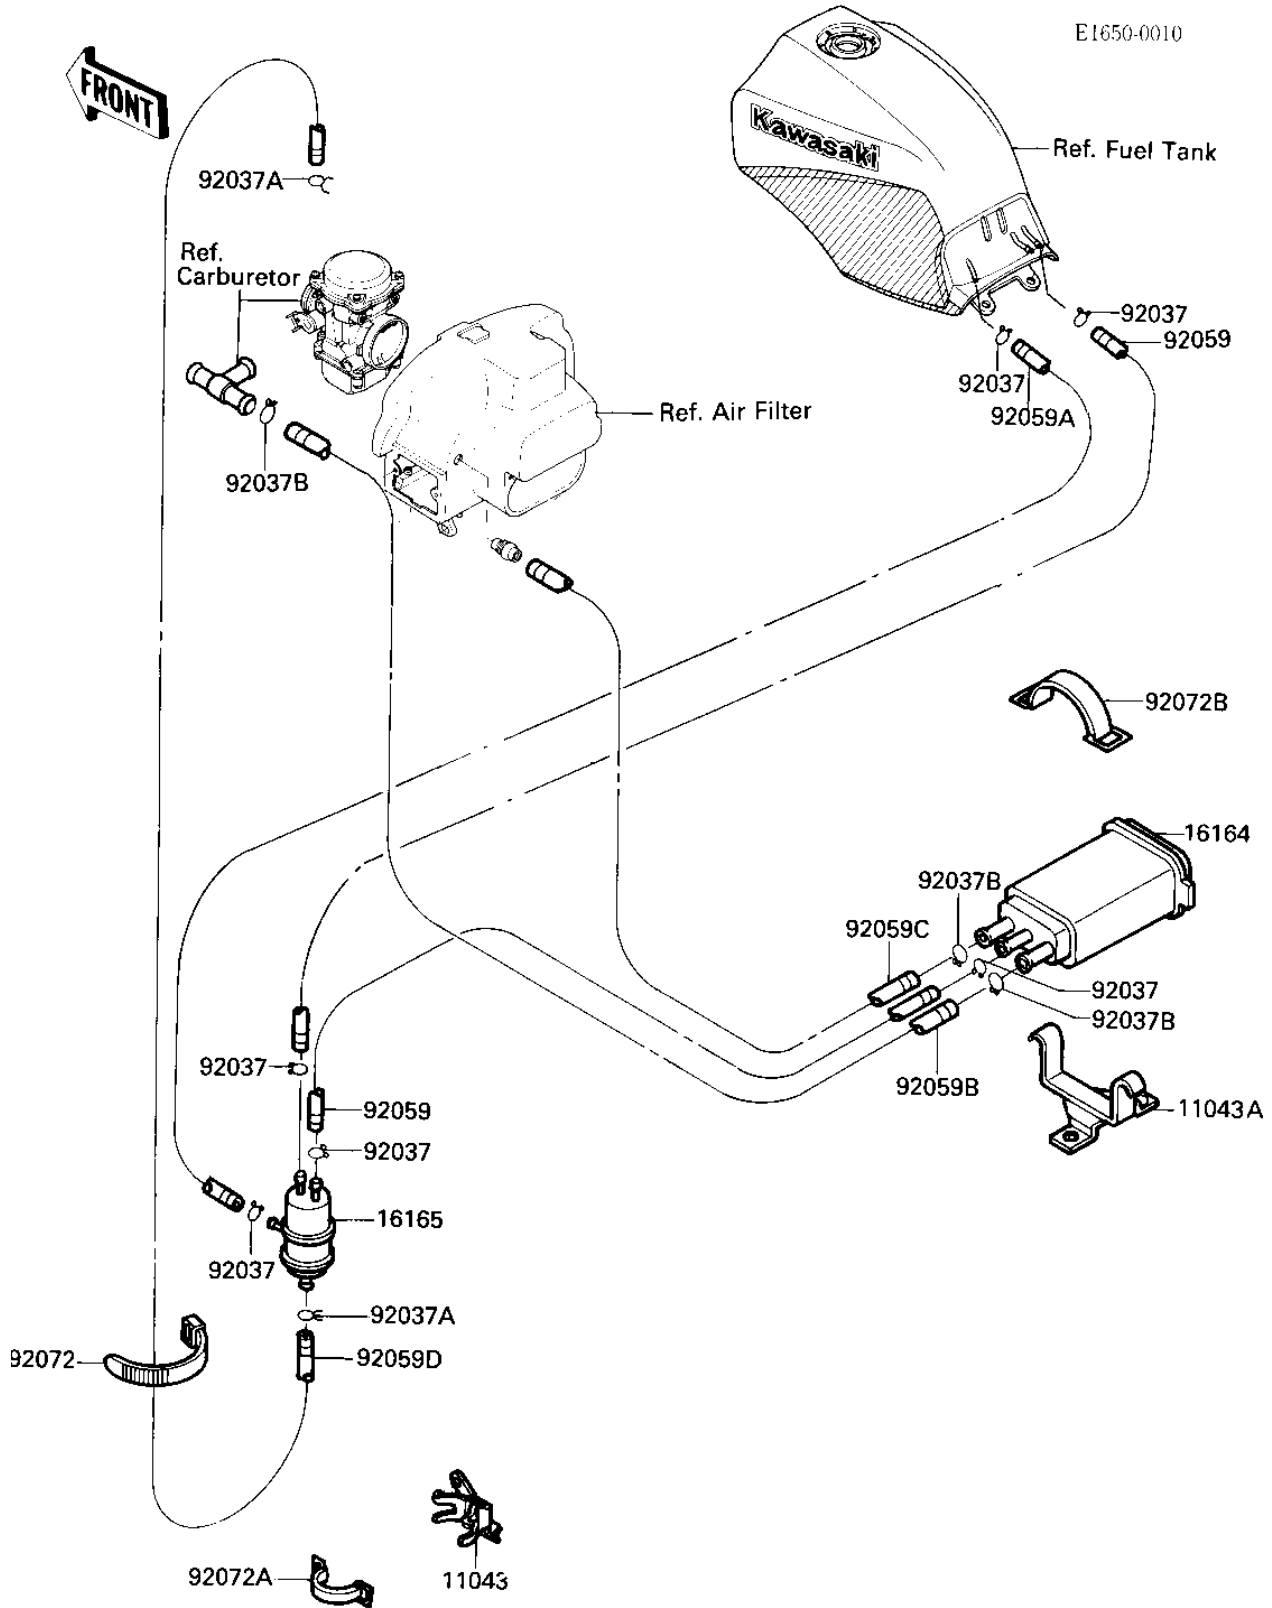 E1650-0010
FRONT
Kawasaki
Ref. Fuel Tank
92037A
Ref.
Carburetor
92037
92059
92037
92059A
Ref. Air Filter
92037B
92072B
16164
92037B
92059C
92037
92037B
92037
92059B
92059
11043A
92037
16165
92037
92037A
92072
92059D
92072A
11043